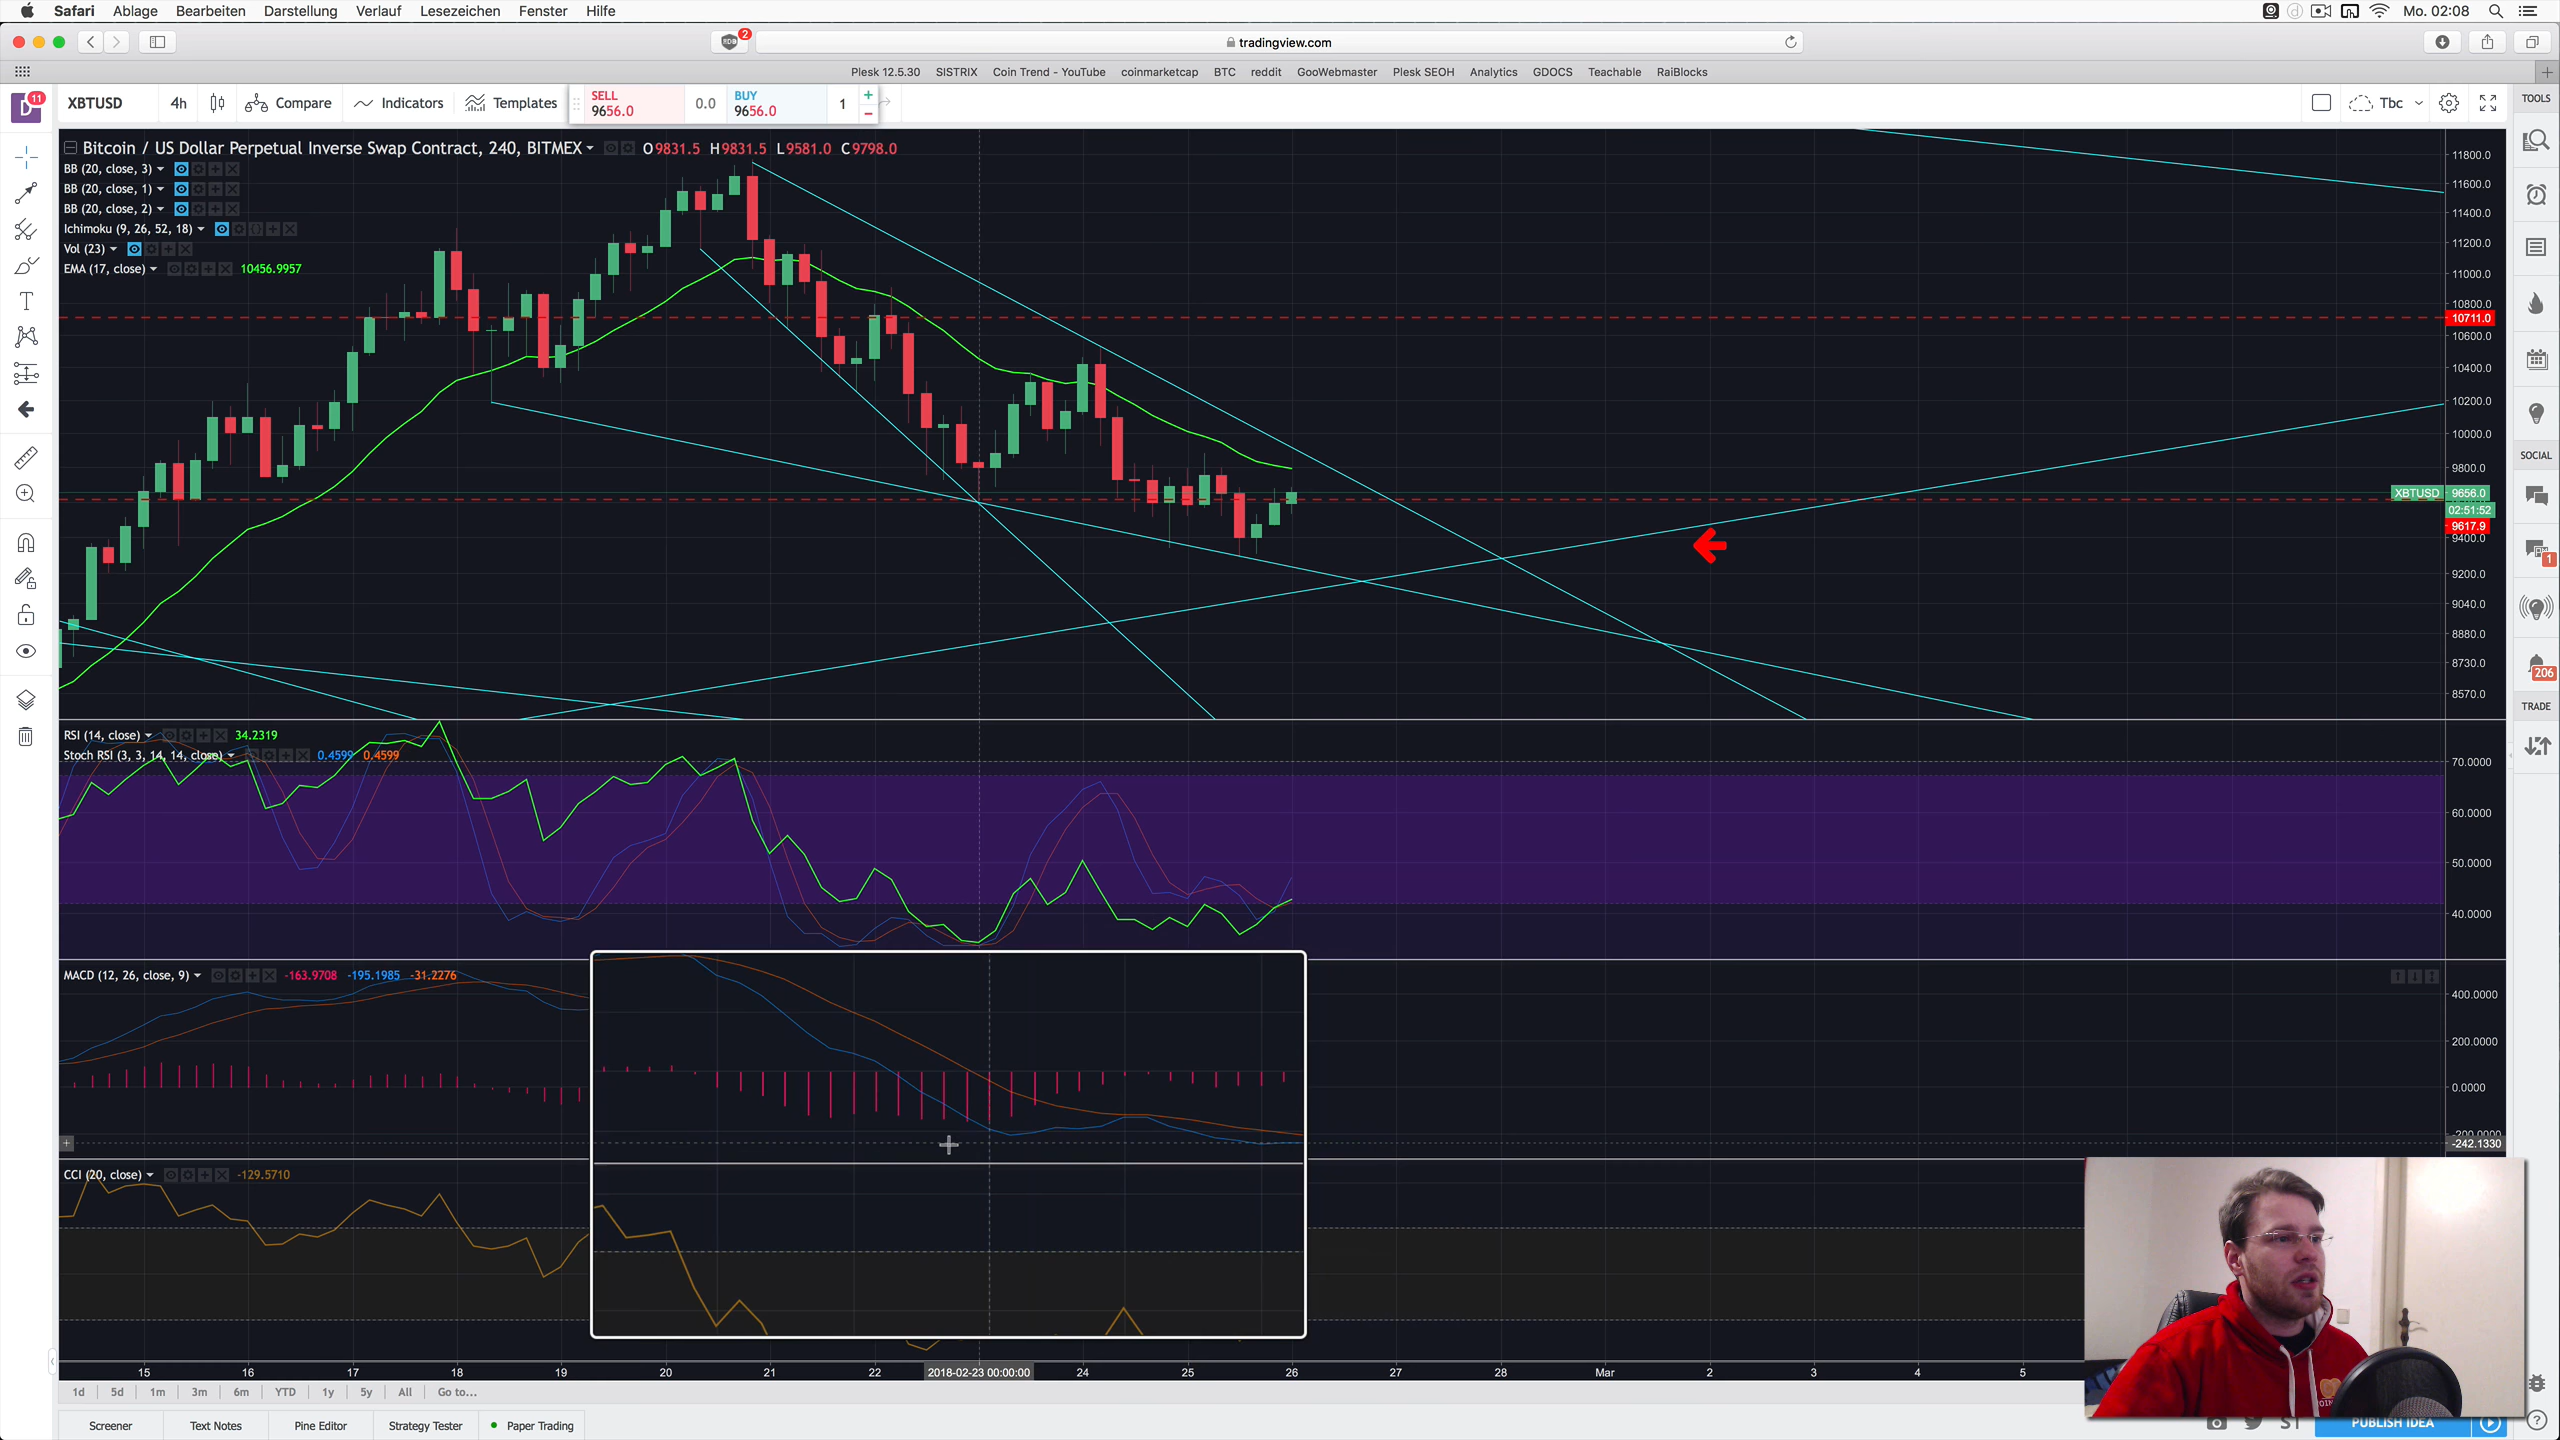 Safari Ablage Bearbeiten Darstellung Verlauf Lesezeichen Fenster Hilfe Mo. 02:08
2 tradingview.com
Plesk 12.5.30 SISTRIX Coin Trend - YouTube coinmarketcap BTC reddit GooWebmaster Plesk SEOH Analytics GDOCS Teachable RaiBlocks
D 11 XBTUSD 4h Compare Indicators Templates SELL 9656.0 0.0 BUY 9656.0 1 + − Tbc TOOLS
Bitcoin / US Dollar Perpetual Inverse Swap Contract, 240, BITMEX O9831.5 H9831.5 L9581.0 C9798.0
BB (20, close, 3)
BB (20, close, 1)
BB (20, close, 2)
Ichimoku (9, 26, 52, 18)
Vol (23)
EMA (17, close) 10456.9957
11800.0
11600.0
11400.0
11200.0
11000.0
10800.0
10711.0
10600.0
10400.0
10200.0
10000.0
9800.0
XBTUSD 9656.0
02:51:52
9617.9
9400.0
9200.0
9040.0
8880.0
8730.0
8570.0
SOCIAL
1
206
TRADE
RSI (14, close) 34.2319
Stoch RSI (3, 3, 14, 14, close) 0.4599 0.4599
70.0000
60.0000
50.0000
40.0000
MACD (12, 26, close, 9) -163.9708 -195.1985 -31.2276
400.0000
200.0000
0.0000
-242.1330
CCI (20, close) -129.5710
15 16 17 18 19 20 21 22 2018-02-23 00:00:00 24 25 26 27 28 Mar 2 3 4 5
1d 5d 1m 3m 6m YTD 1y 5y All Go to...
Screener Text Notes Pine Editor Strategy Tester Paper Trading PUBLISH IDEA